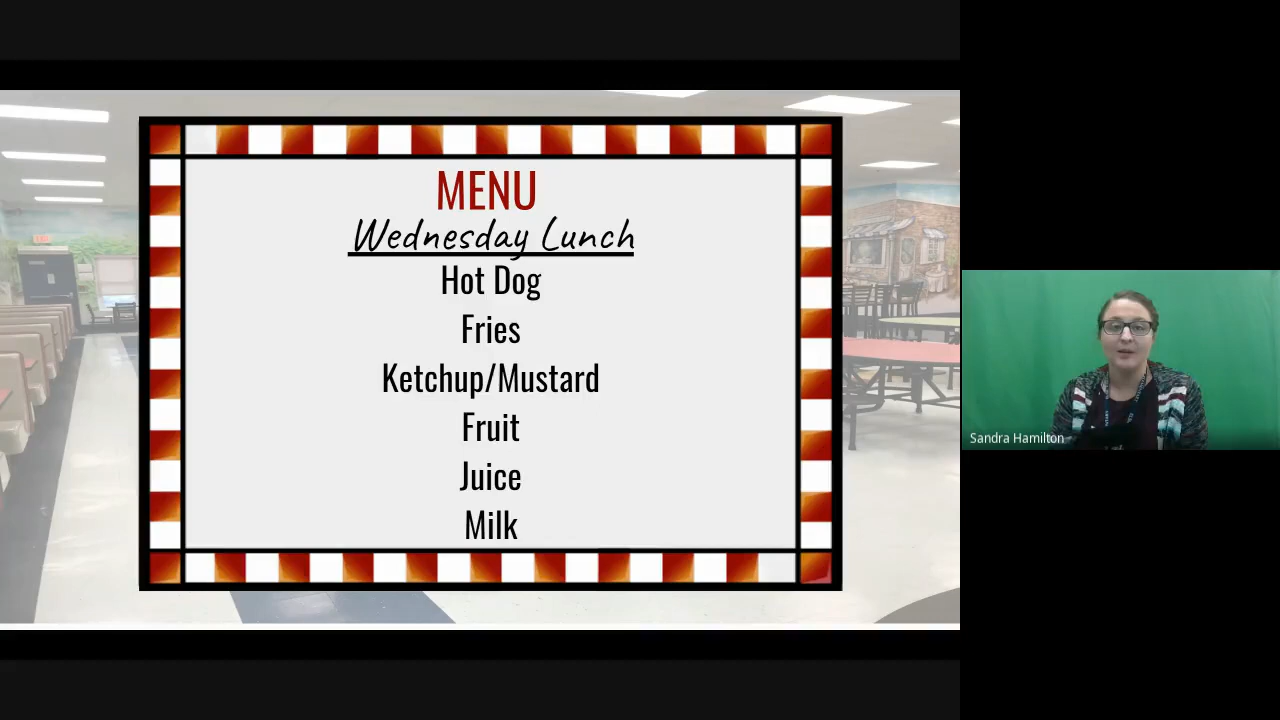 MENU
Wednesday Lunch
Hot Dog
Fries
Ketchup/Mustard
Fruit
Juice
Milk
Sandra Hamilton